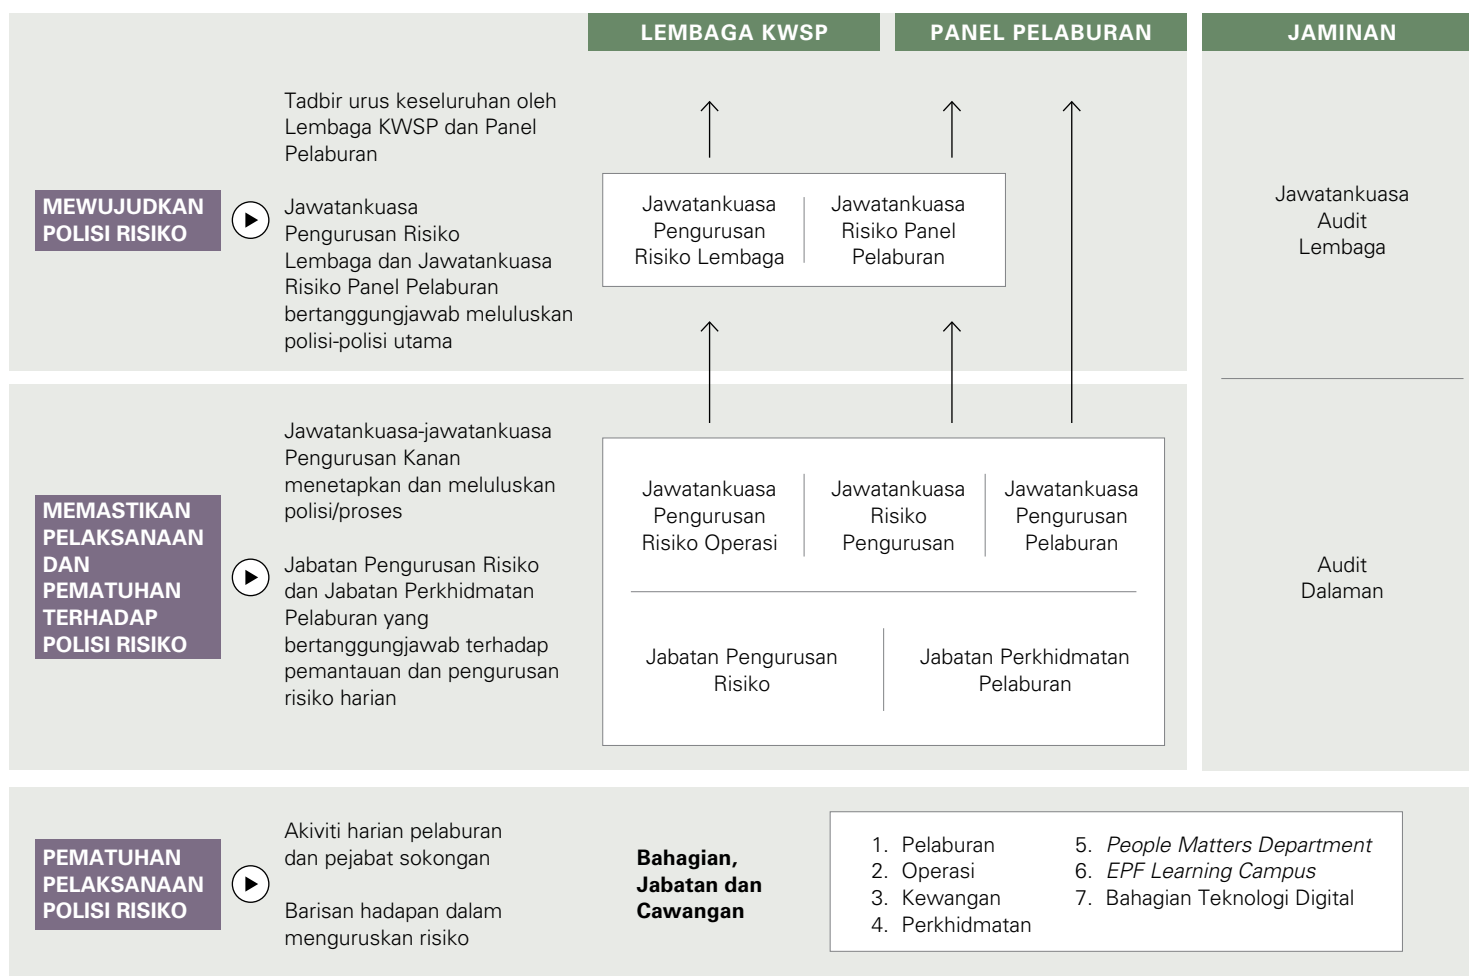 LEMBAGA KWSP
PANEL PELABURAN
JAMINAN
MEWUJUDKAN
POLISI RISIKO
Tadbir urus keseluruhan oleh
Lembaga KWSP dan Panel
Pelaburan
Jawatankuasa
Pengurusan Risiko
Lembaga dan Jawatankuasa
Risiko Panel Pelaburan
bertanggungjawab meluluskan
polisi-polisi utama
Jawatankuasa
Pengurusan
Risiko Lembaga
Jawatankuasa
Risiko Panel
Pelaburan
Jawatankuasa
Audit
Lembaga
MEMASTIKAN
PELAKSANAAN
DAN
PEMATUHAN
TERHADAP
POLISI RISIKO
Jawatankuasa-jawatankuasa
Pengurusan Kanan
menetapkan dan meluluskan
polisi/proses
Jabatan Pengurusan Risiko
dan Jabatan Perkhidmatan
Pelaburan yang
bertanggungjawab terhadap
pemantauan dan pengurusan
risiko harian
Jawatankuasa
Pengurusan
Risiko Operasi
Jawatankuasa
Risiko
Pengurusan
Jawatankuasa
Pengurusan
Pelaburan
Jabatan Pengurusan
Risiko
Jabatan Perkhidmatan
Pelaburan
Audit
Dalaman
PEMATUHAN
PELAKSANAAN
POLISI RISIKO
Akiviti harian pelaburan
dan pejabat sokongan
Barisan hadapan dalam
menguruskan risiko
Bahagian,
Jabatan dan
Cawangan
1. Pelaburan
2. Operasi
3. Kewangan
4. Perkhidmatan
5. People Matters Department
6. EPF Learning Campus
7. Bahagian Teknologi Digital